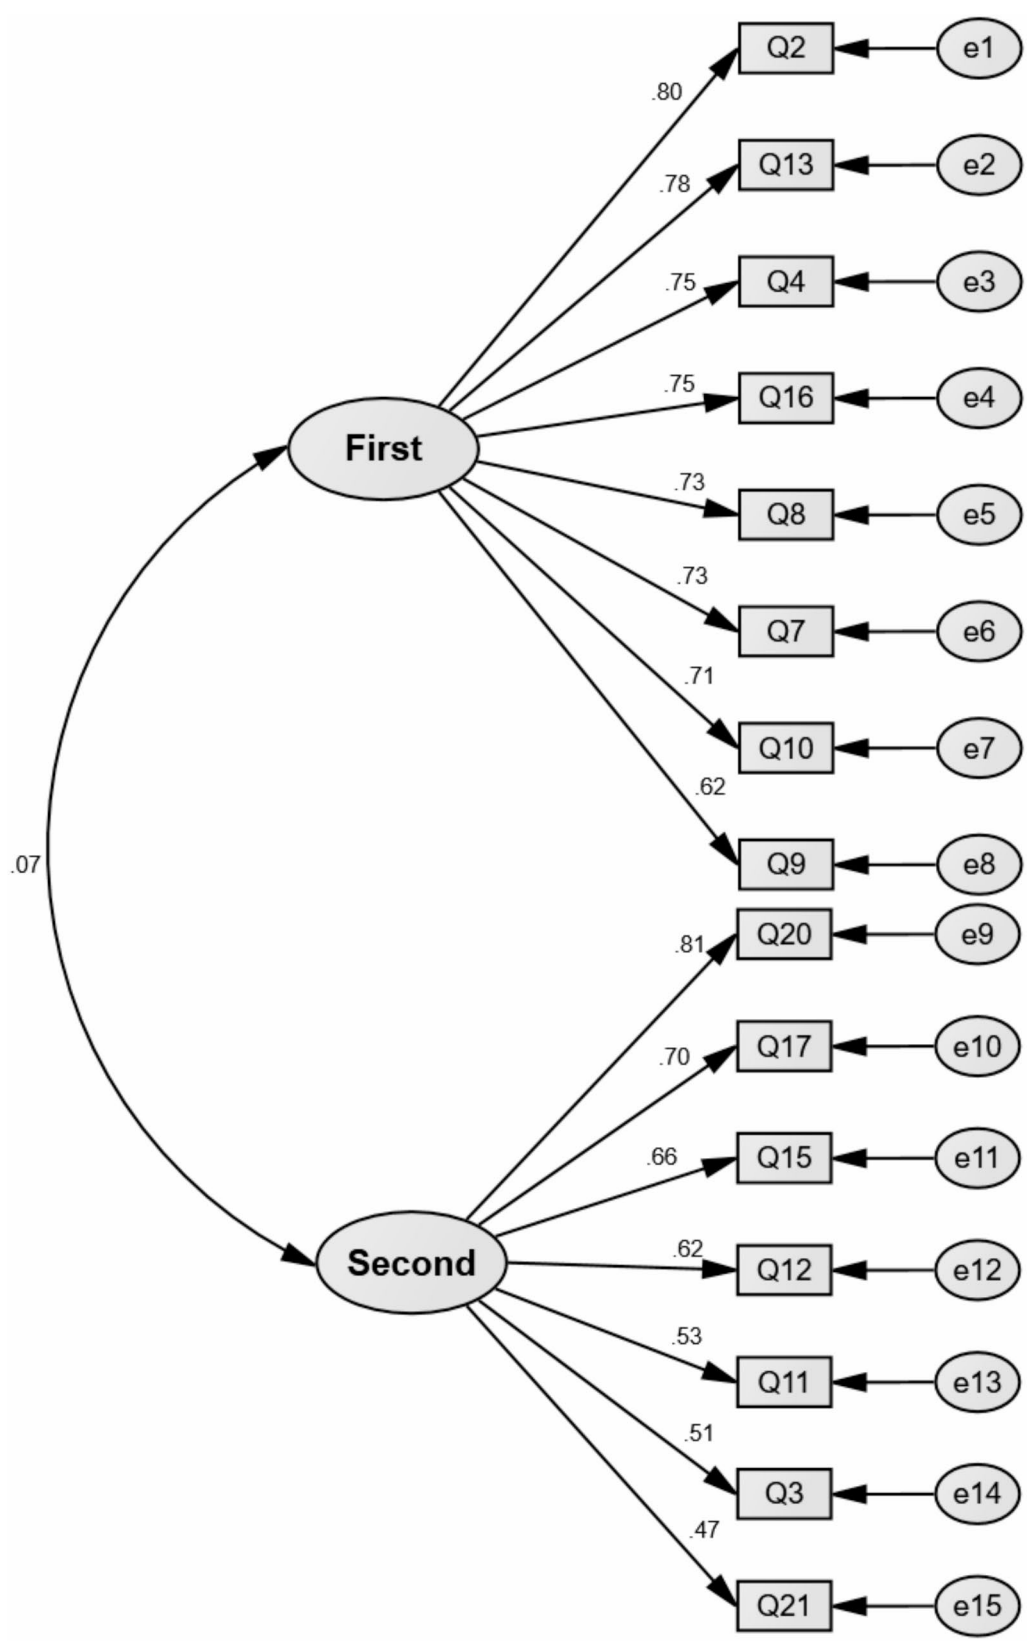 Q2 e1
.80
Q13 e2
.78
Q4 e3
.75
Q16 e4
.75
First
Q8 e5
.73
Q7 e6
.73
Q10 e7
.71
Q9 e8
.62
.07
Q20 e9
.81
Q17 e10
.70
Q15 e11
.66
Second
Q12 e12
.62
Q11 e13
.53
Q3 e14
.51
Q21 e15
.47